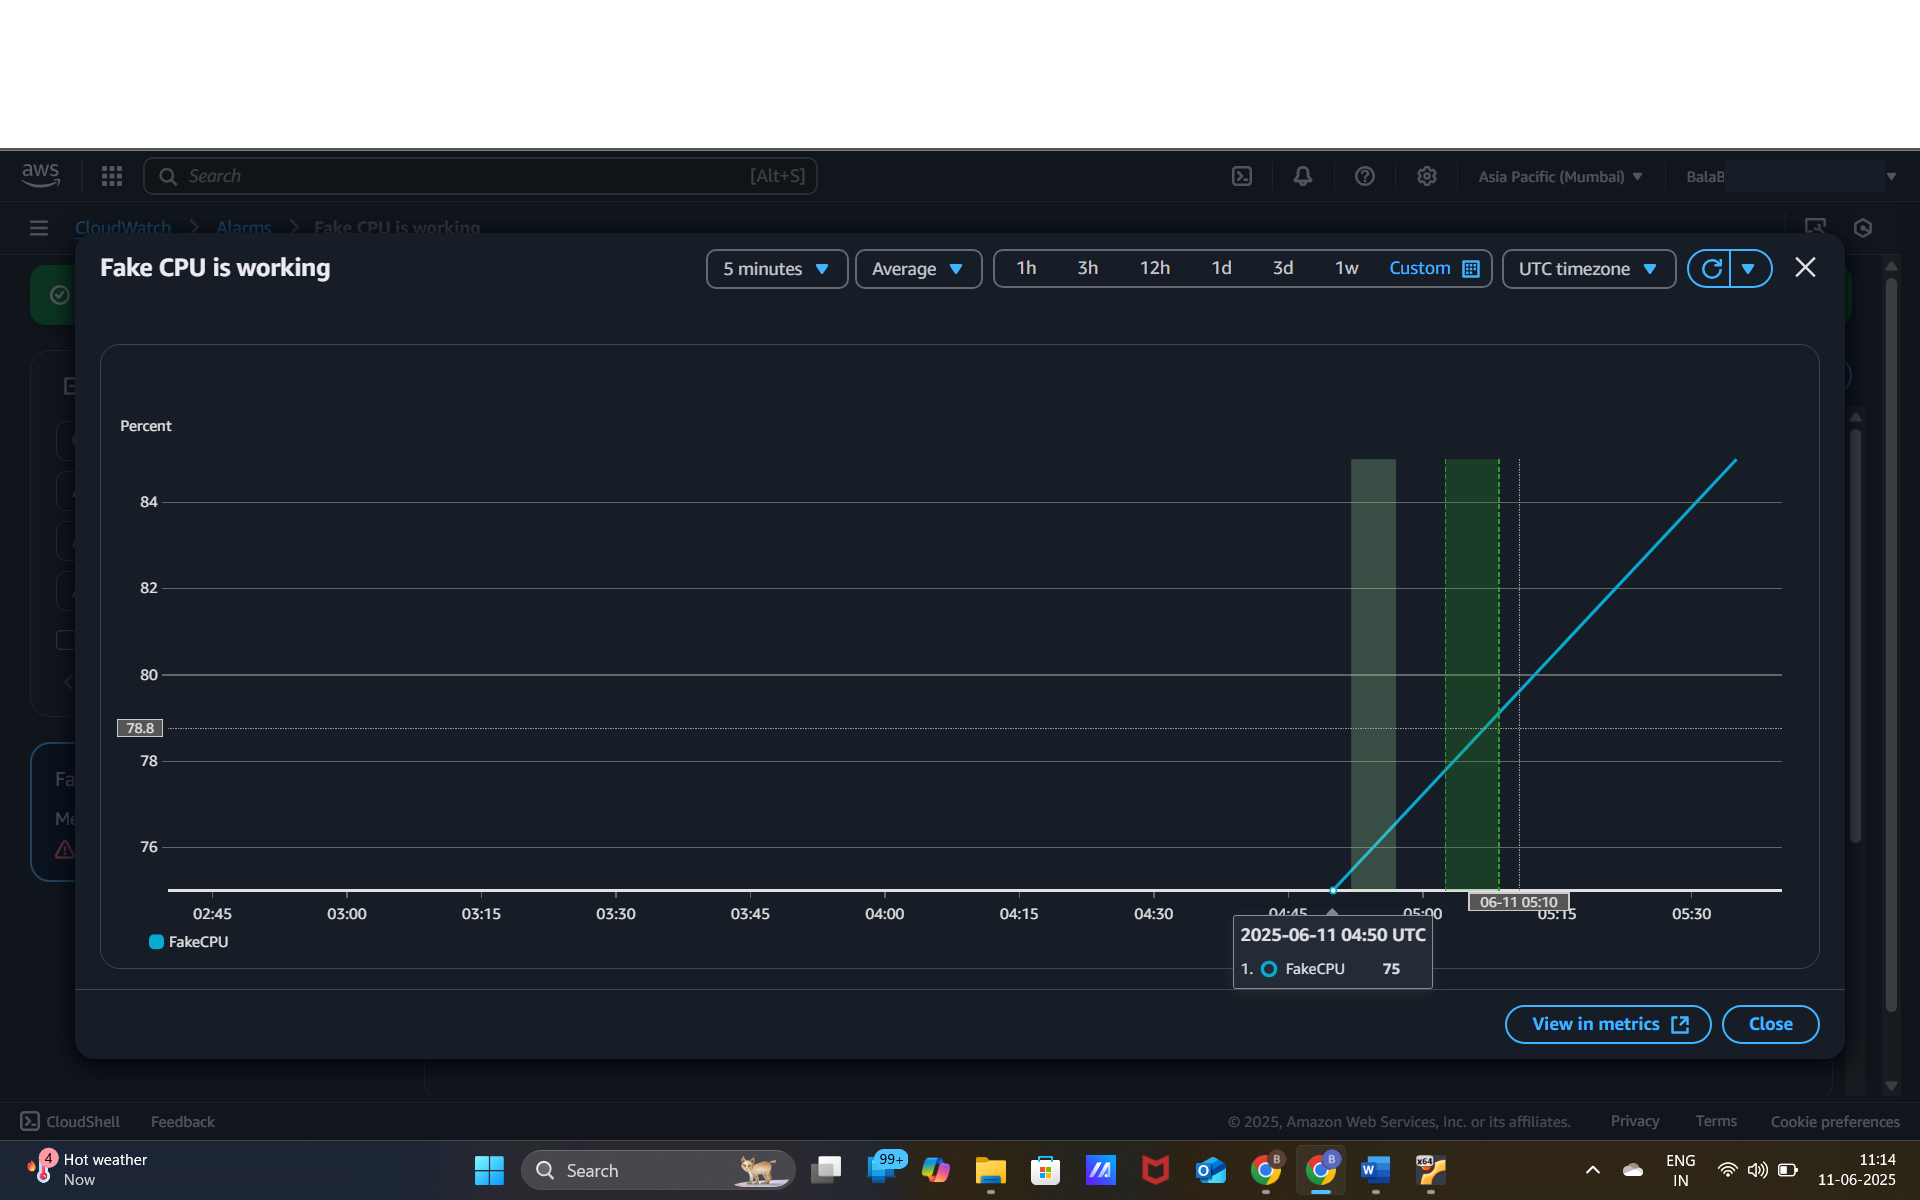 aws
Search [Alt+S]
Asia Pacific (Mumbai)
BalaB
CloudWatch
Alarms
Fake CPU is working
Fake CPU is working
5 minutes
Average
1h 3h 12h 1d 3d 1w Custom
UTC timezone
Percent
84
82
80
78.8
78
76
02:45 03:00 03:15 03:30 03:45 04:00 04:15 04:30 04:45 05:00 05:15 05:30
06-11 05:10
FakeCPU
2025-06-11 04:50 UTC
1. FakeCPU 75
Fa
Me
View in metrics
Close
CloudShell
Feedback
© 2025, Amazon Web Services, Inc. or its affiliates.
Privacy
Terms
Cookie preferences
4
Hot weather
Now
Search
99+
B
B
W
x64
ENG
IN
11:14
11-06-2025